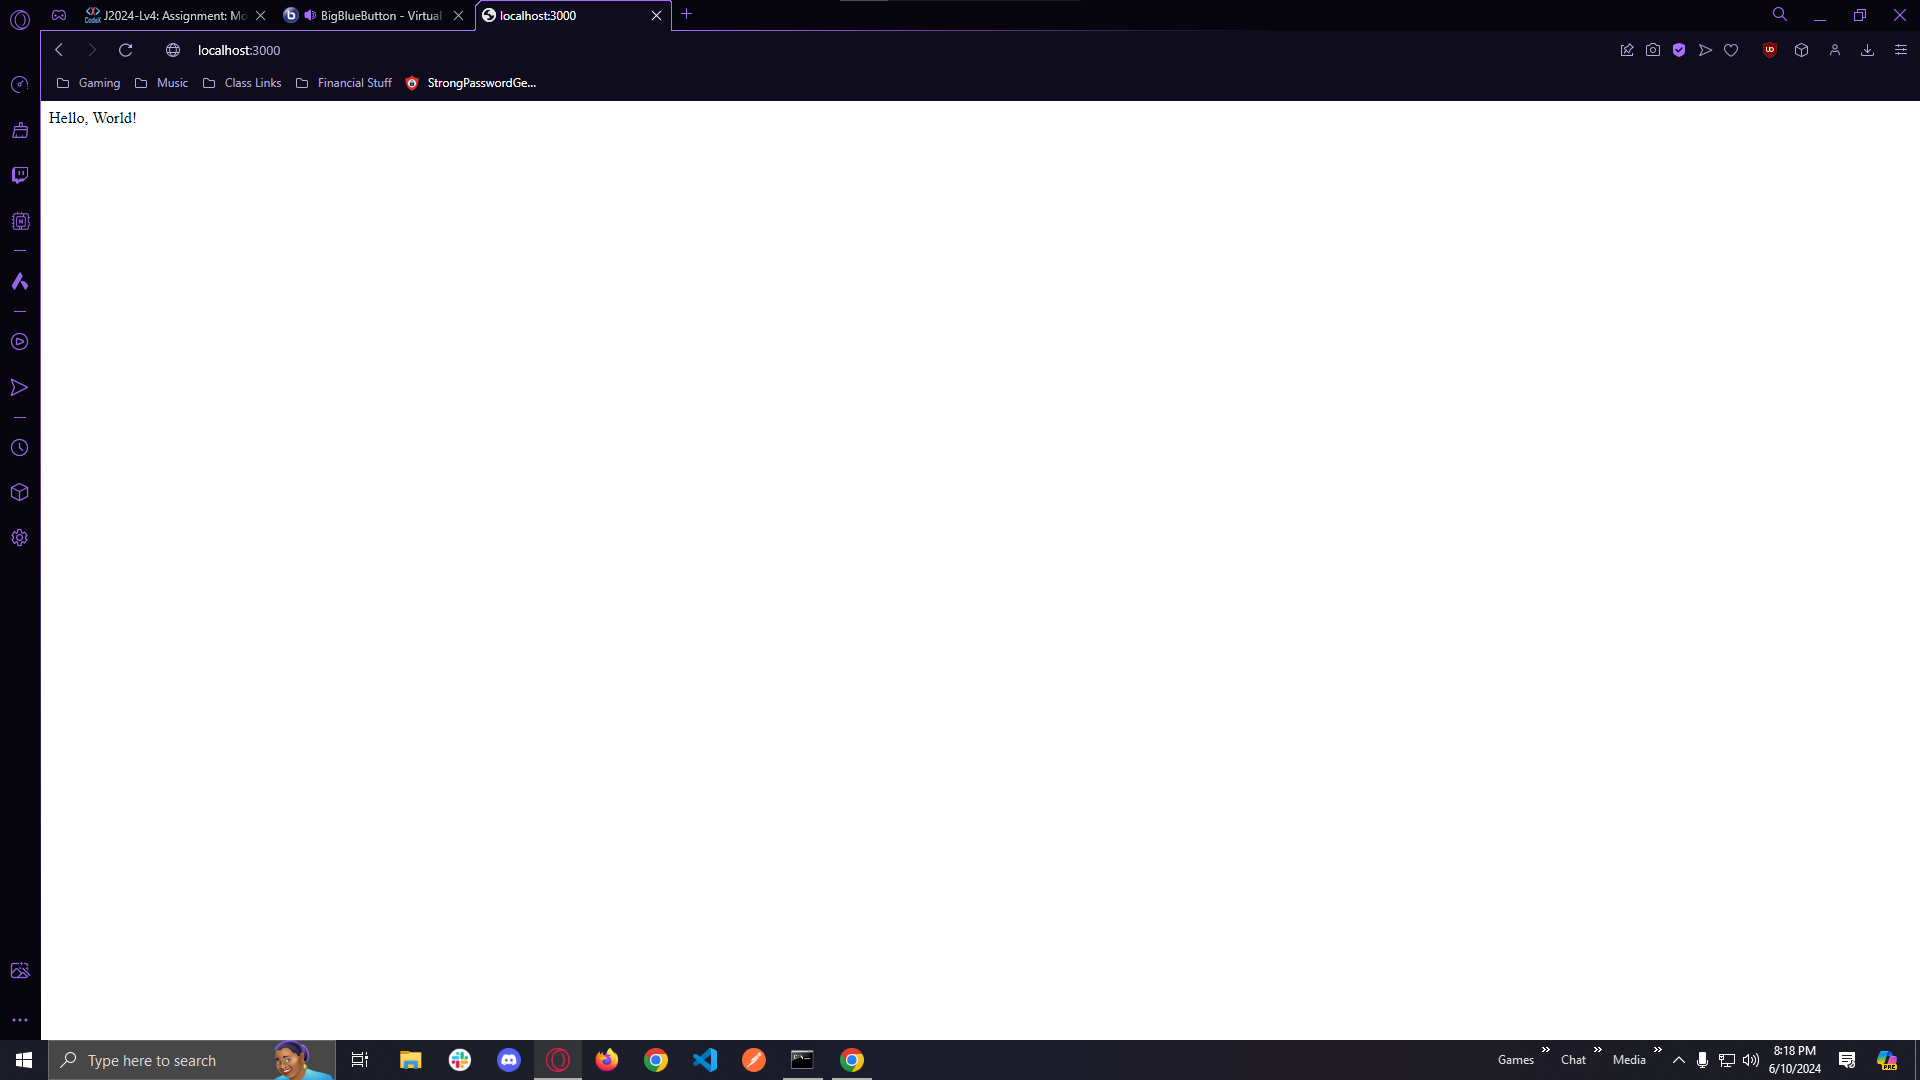 J2024-Lv4: Assignment: Mo
BigBlueButton - Virtual
localhost:3000
localhost:3000
Gaming
Music
Class Links
Financial Stuff
StrongPasswordGe...
Hello, World!
Type here to search
Games
Chat
Media
8:18 PM
6/10/2024